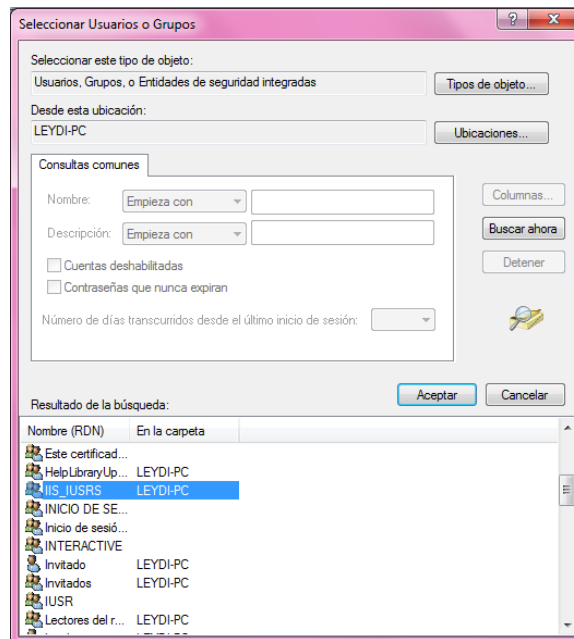 Seleccionar Usuarios o Grupos
Seleccionar este tipo de objeto:
Usuarios, Grupos, o Entidades de seguridad integradas
Tipos de objeto...
Desde esta ubicación:
LEYDI-PC
Ubicaciones...
Consultas comunes
Nombre: Empieza con
Columnas...
Descripción: Empieza con
Buscar ahora
Cuentas deshabilitadas
Detener
Contraseñas que nunca expiran
Número de días transcurridos desde el último inicio de sesión:
Aceptar Cancelar
Resultado de la búsqueda:
Nombre (RDN) En la carpeta
Este certificad...
HelpLibraryUp... LEYDI-PC
IIS_IUSRS LEYDI-PC
INICIO DE SE...
Inicio de sesió...
INTERACTIVE
Invitado LEYDI-PC
Invitados LEYDI-PC
IUSR
Lectores del r... LEYDI-PC